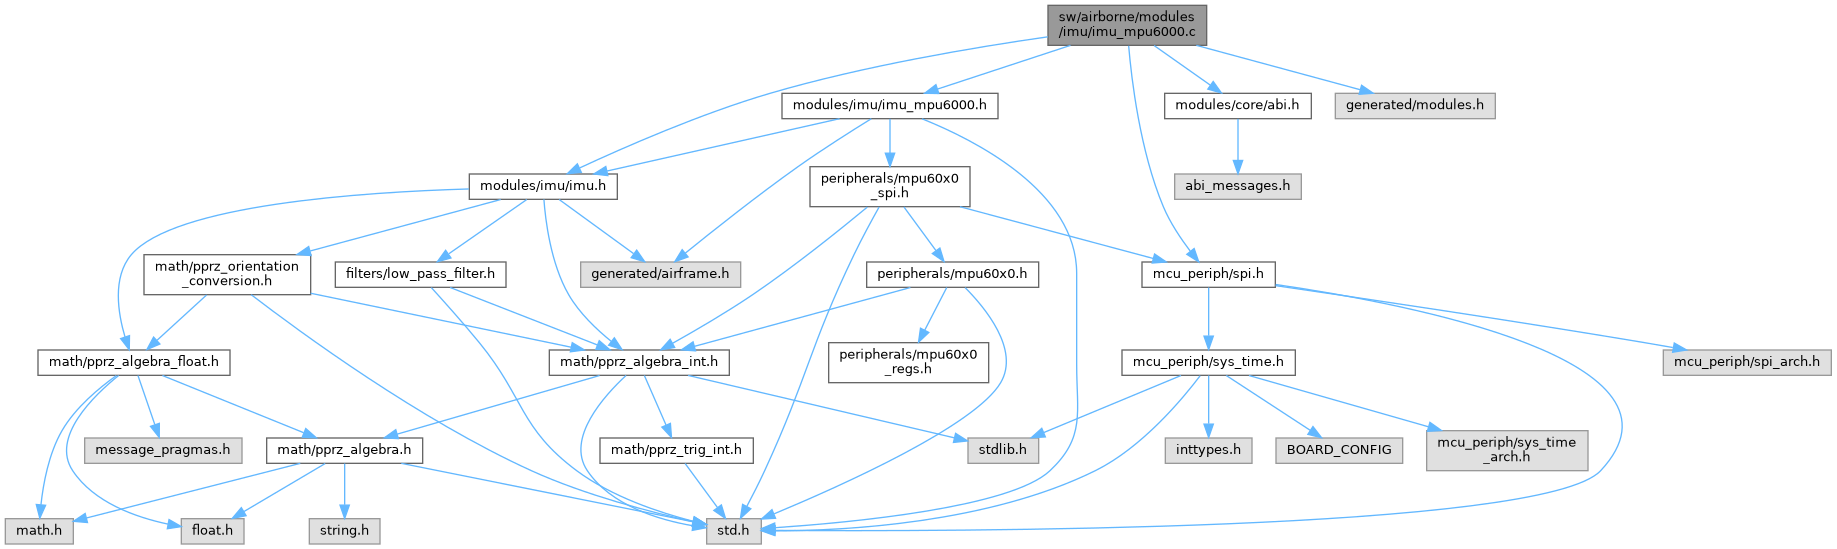 sw/airborne/modules
/imu/imu_mpu6000.c
modules/imu/imu_mpu6000.h
modules/core/abi.h
generated/modules.h
modules/imu/imu.h
peripherals/mpu60x0
_spi.h
abi_messages.h
math/pprz_orientation
_conversion.h
filters/low_pass_filter.h
generated/airframe.h
peripherals/mpu60x0.h
mcu_periph/spi.h
math/pprz_algebra_float.h
math/pprz_algebra_int.h
peripherals/mpu60x0
_regs.h
mcu_periph/sys_time.h
mcu_periph/spi_arch.h
message_pragmas.h
math/pprz_algebra.h
math/pprz_trig_int.h
stdlib.h
inttypes.h
BOARD_CONFIG
mcu_periph/sys_time
_arch.h
math.h
float.h
string.h
std.h